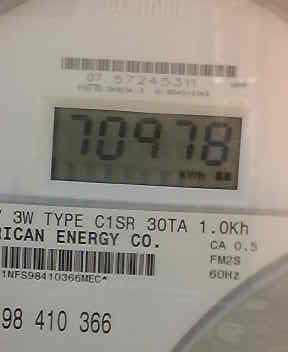 07 57245311
70978
kWh
3W TYPE C1SR 30TA 1.0Kh
RICAN ENERGY CO.
CA 0.5
FM2S
60Hz
1NFS98410366MEC*
98 410 366